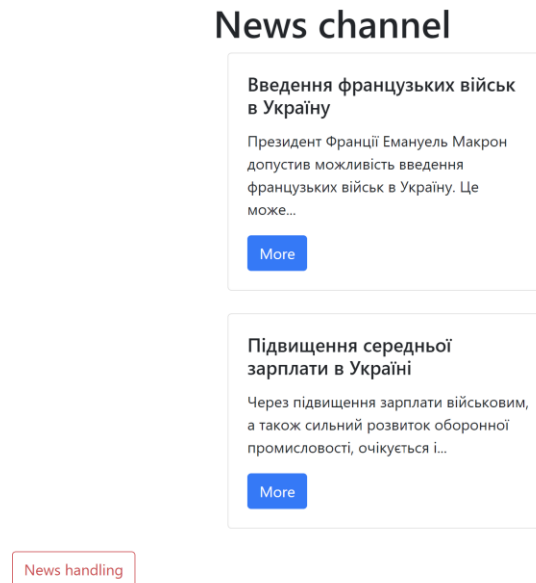 News channel
Введення французьких військ
в Україну
Президент Франції Емануель Макрон
допустив можливість введення
французьких військ в Україну. Це
може...
More
Підвищення середньої
зарплати в Україні
Через підвищення зарплати військовим,
а також сильний розвиток оборонної
промисловості, очікується і...
More
News handling